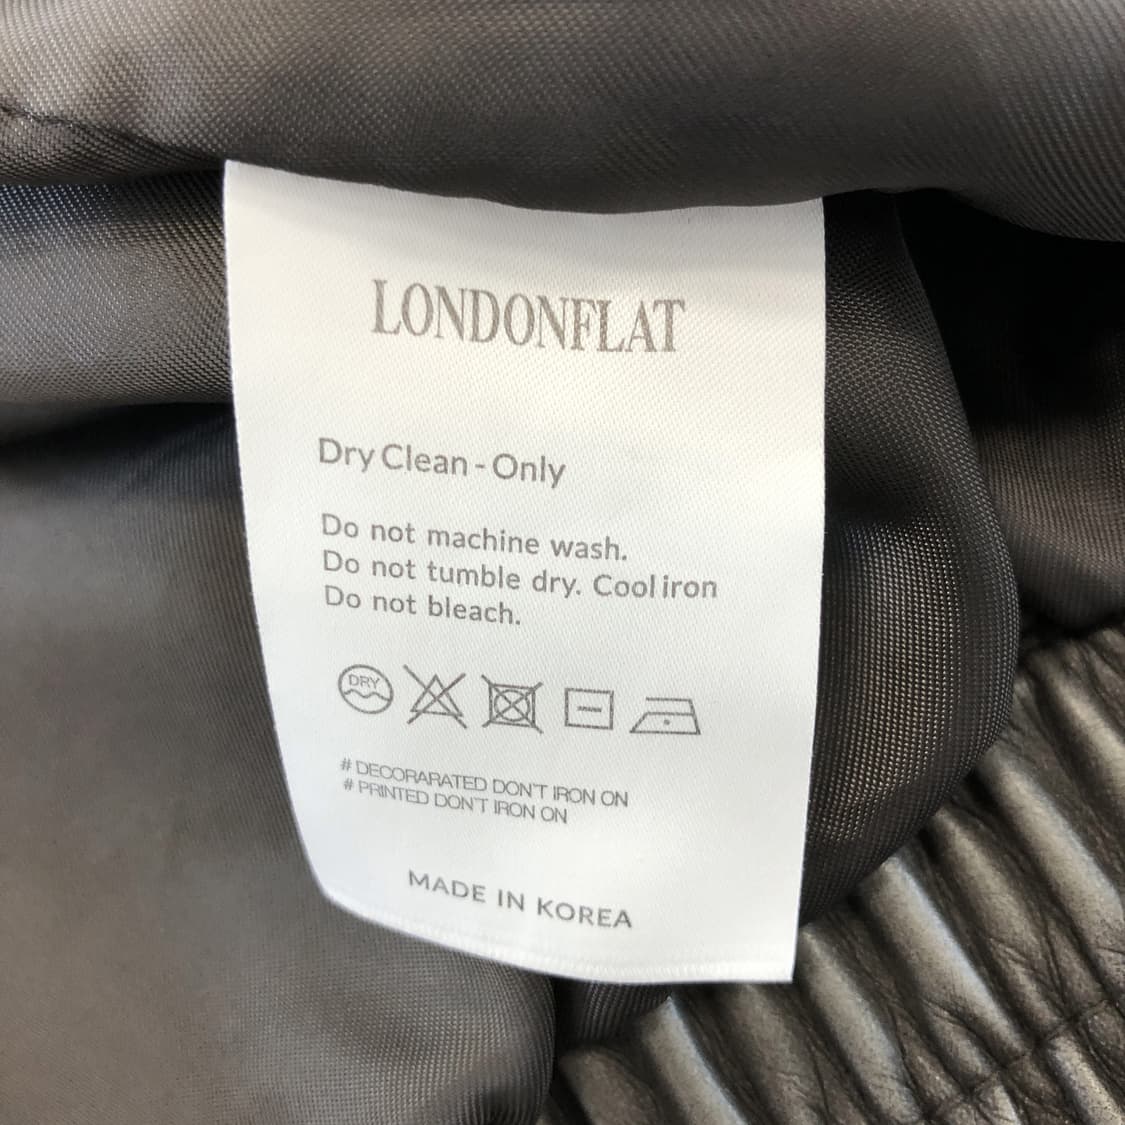 LONDONFLAT
Dry Clean - Only
Do not machine wash.
Do not tumble dry. Cool iron
Do not bleach.
DRY
# DECORARATED DON'T IRON ON
# PRINTED DON'T IRON ON
MADE IN KOREA